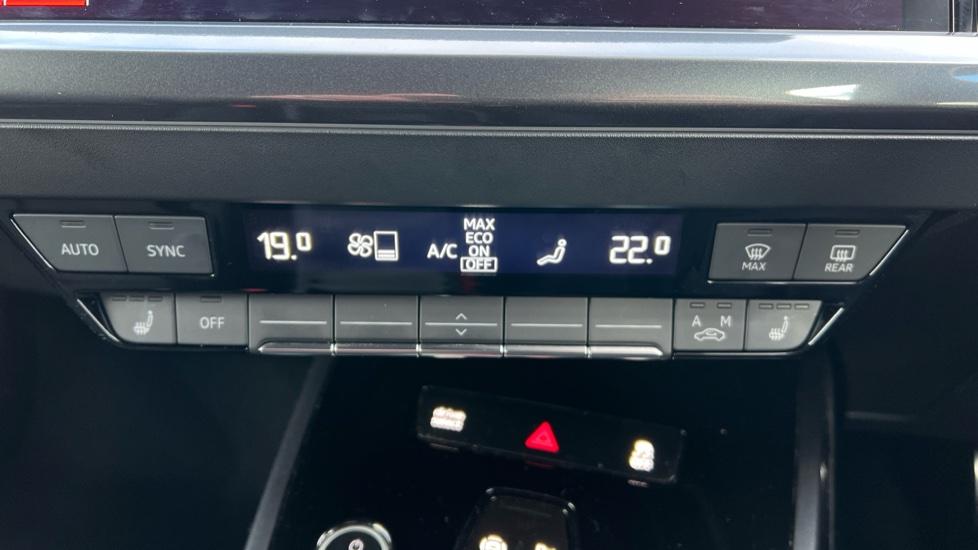 AUTO
SYNC
19.0
A/C
MAX
ECO
ON
OFF
22.0
MAX
REAR
OFF
A M